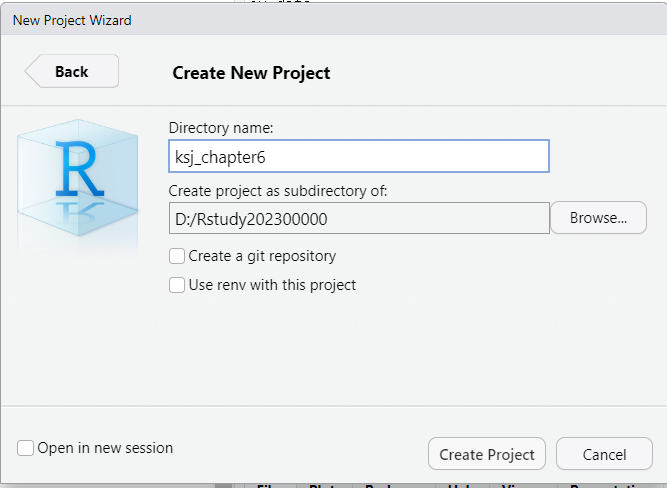 New Project Wizard
Back
Create New Project
R
Directory name:
ksj_chapter6
Create project as subdirectory of:
D:/Rstudy202300000
Browse...
Create a git repository
Use renv with this project
Open in new session
Create Project
Cancel